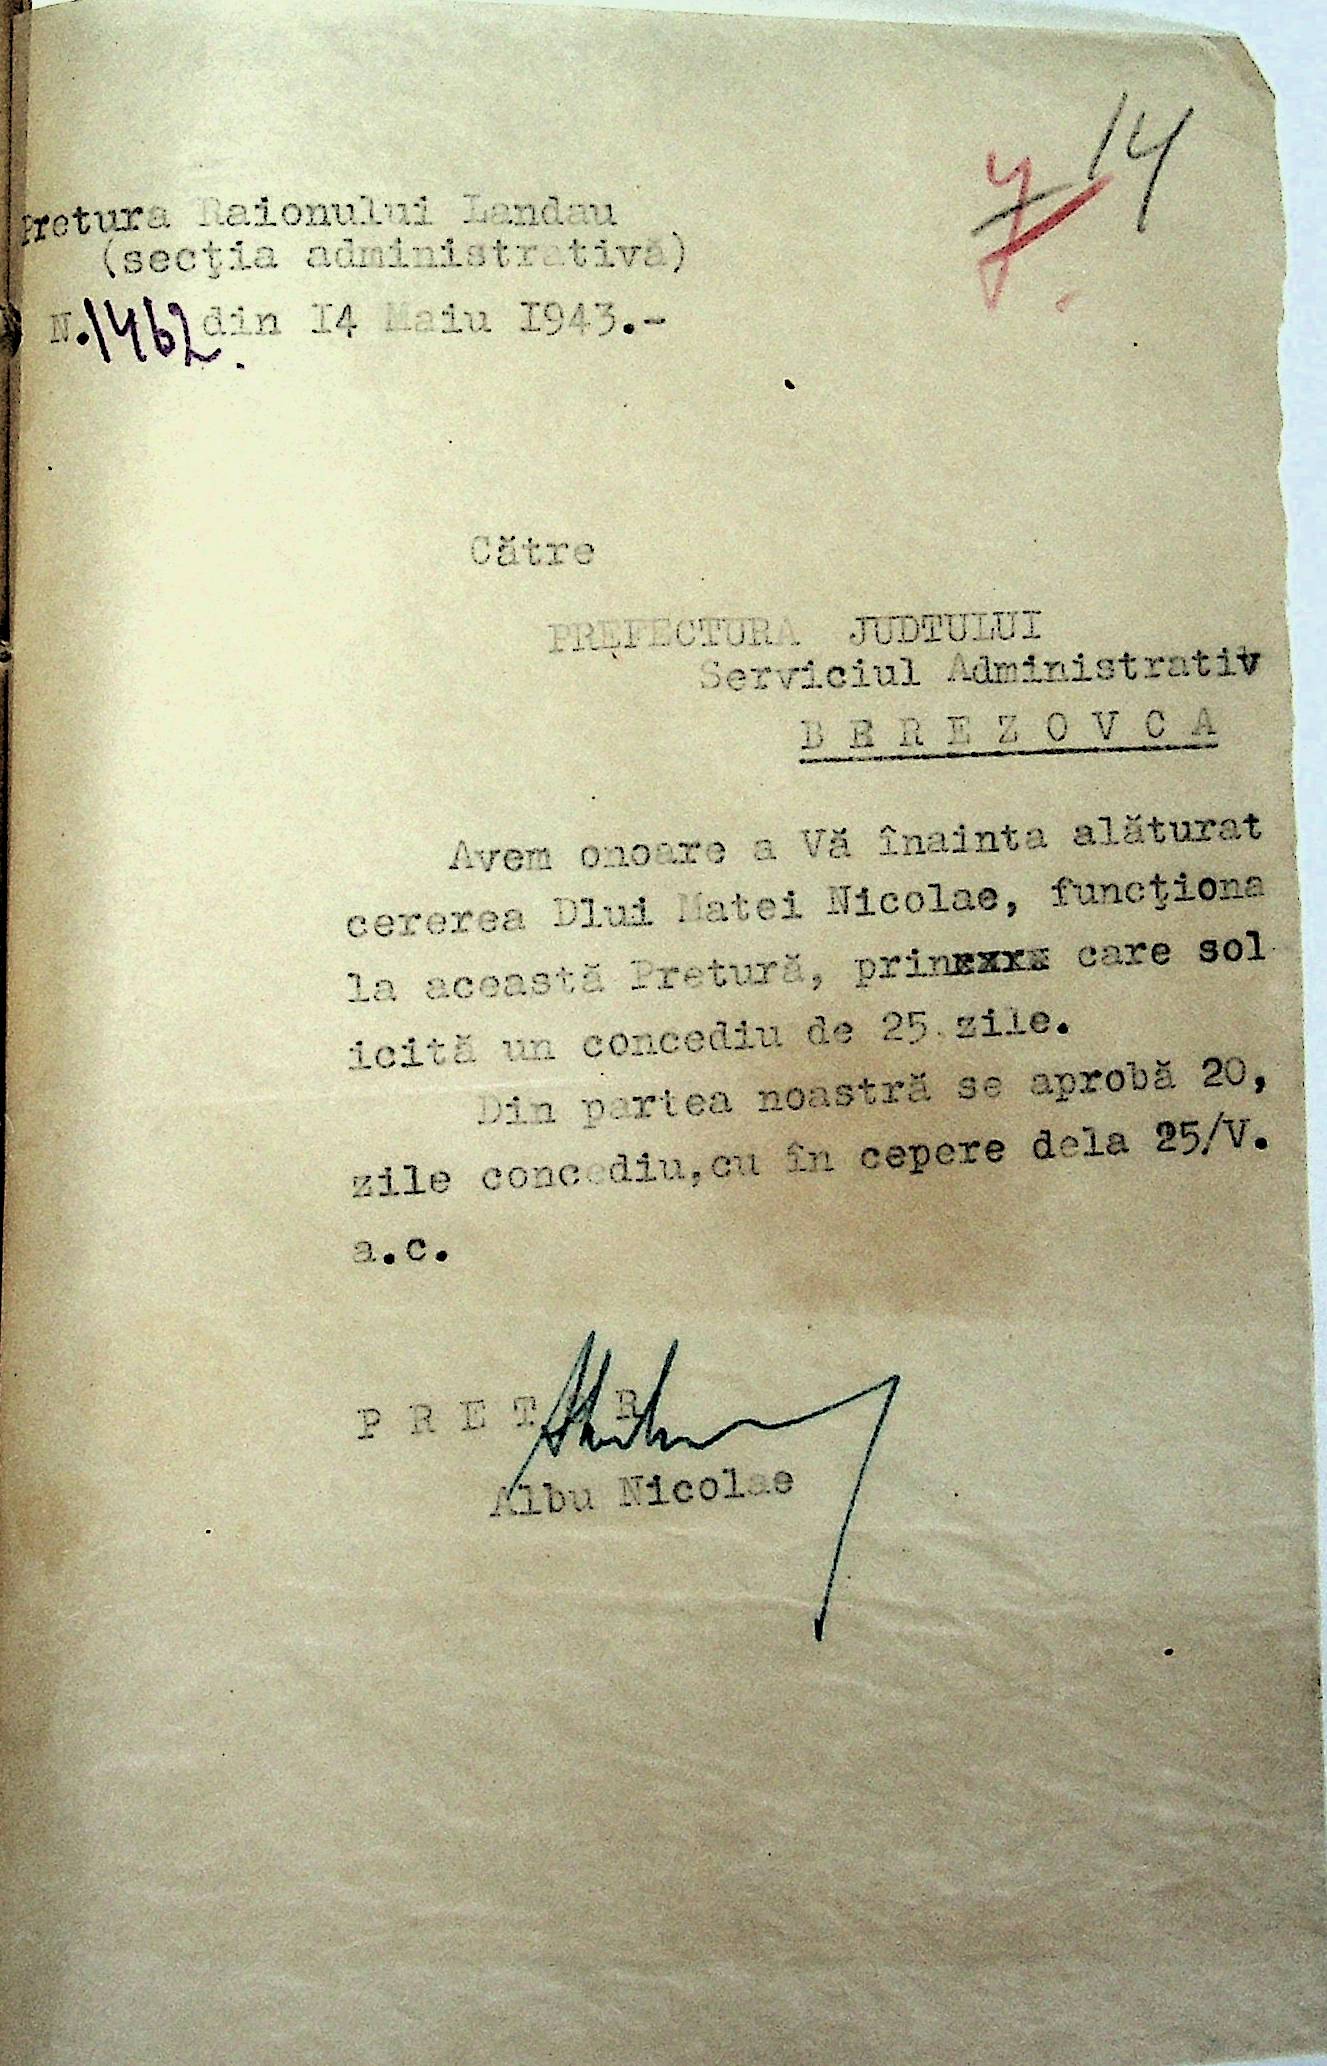 14
7
Pretura Raionului Landau
(secţia administrativă)
N.1462 din I4 Maiu I943.-
Către
PREFECTURA JUDTULUI
Serviciul Administrativ
B E R E Z O V C A
Avem onoare a Vă înainta alăturat
cererea Dlui Matei Nicolae, funcţiona
la această Pretură, prinxxxx care sol
icită un concediu de 25 zile.
Din partea noastră se aprobă 20,
zile concediu,cu în cepere dela 25/V.
a.c.
P R E T O R
Albu Nicolae